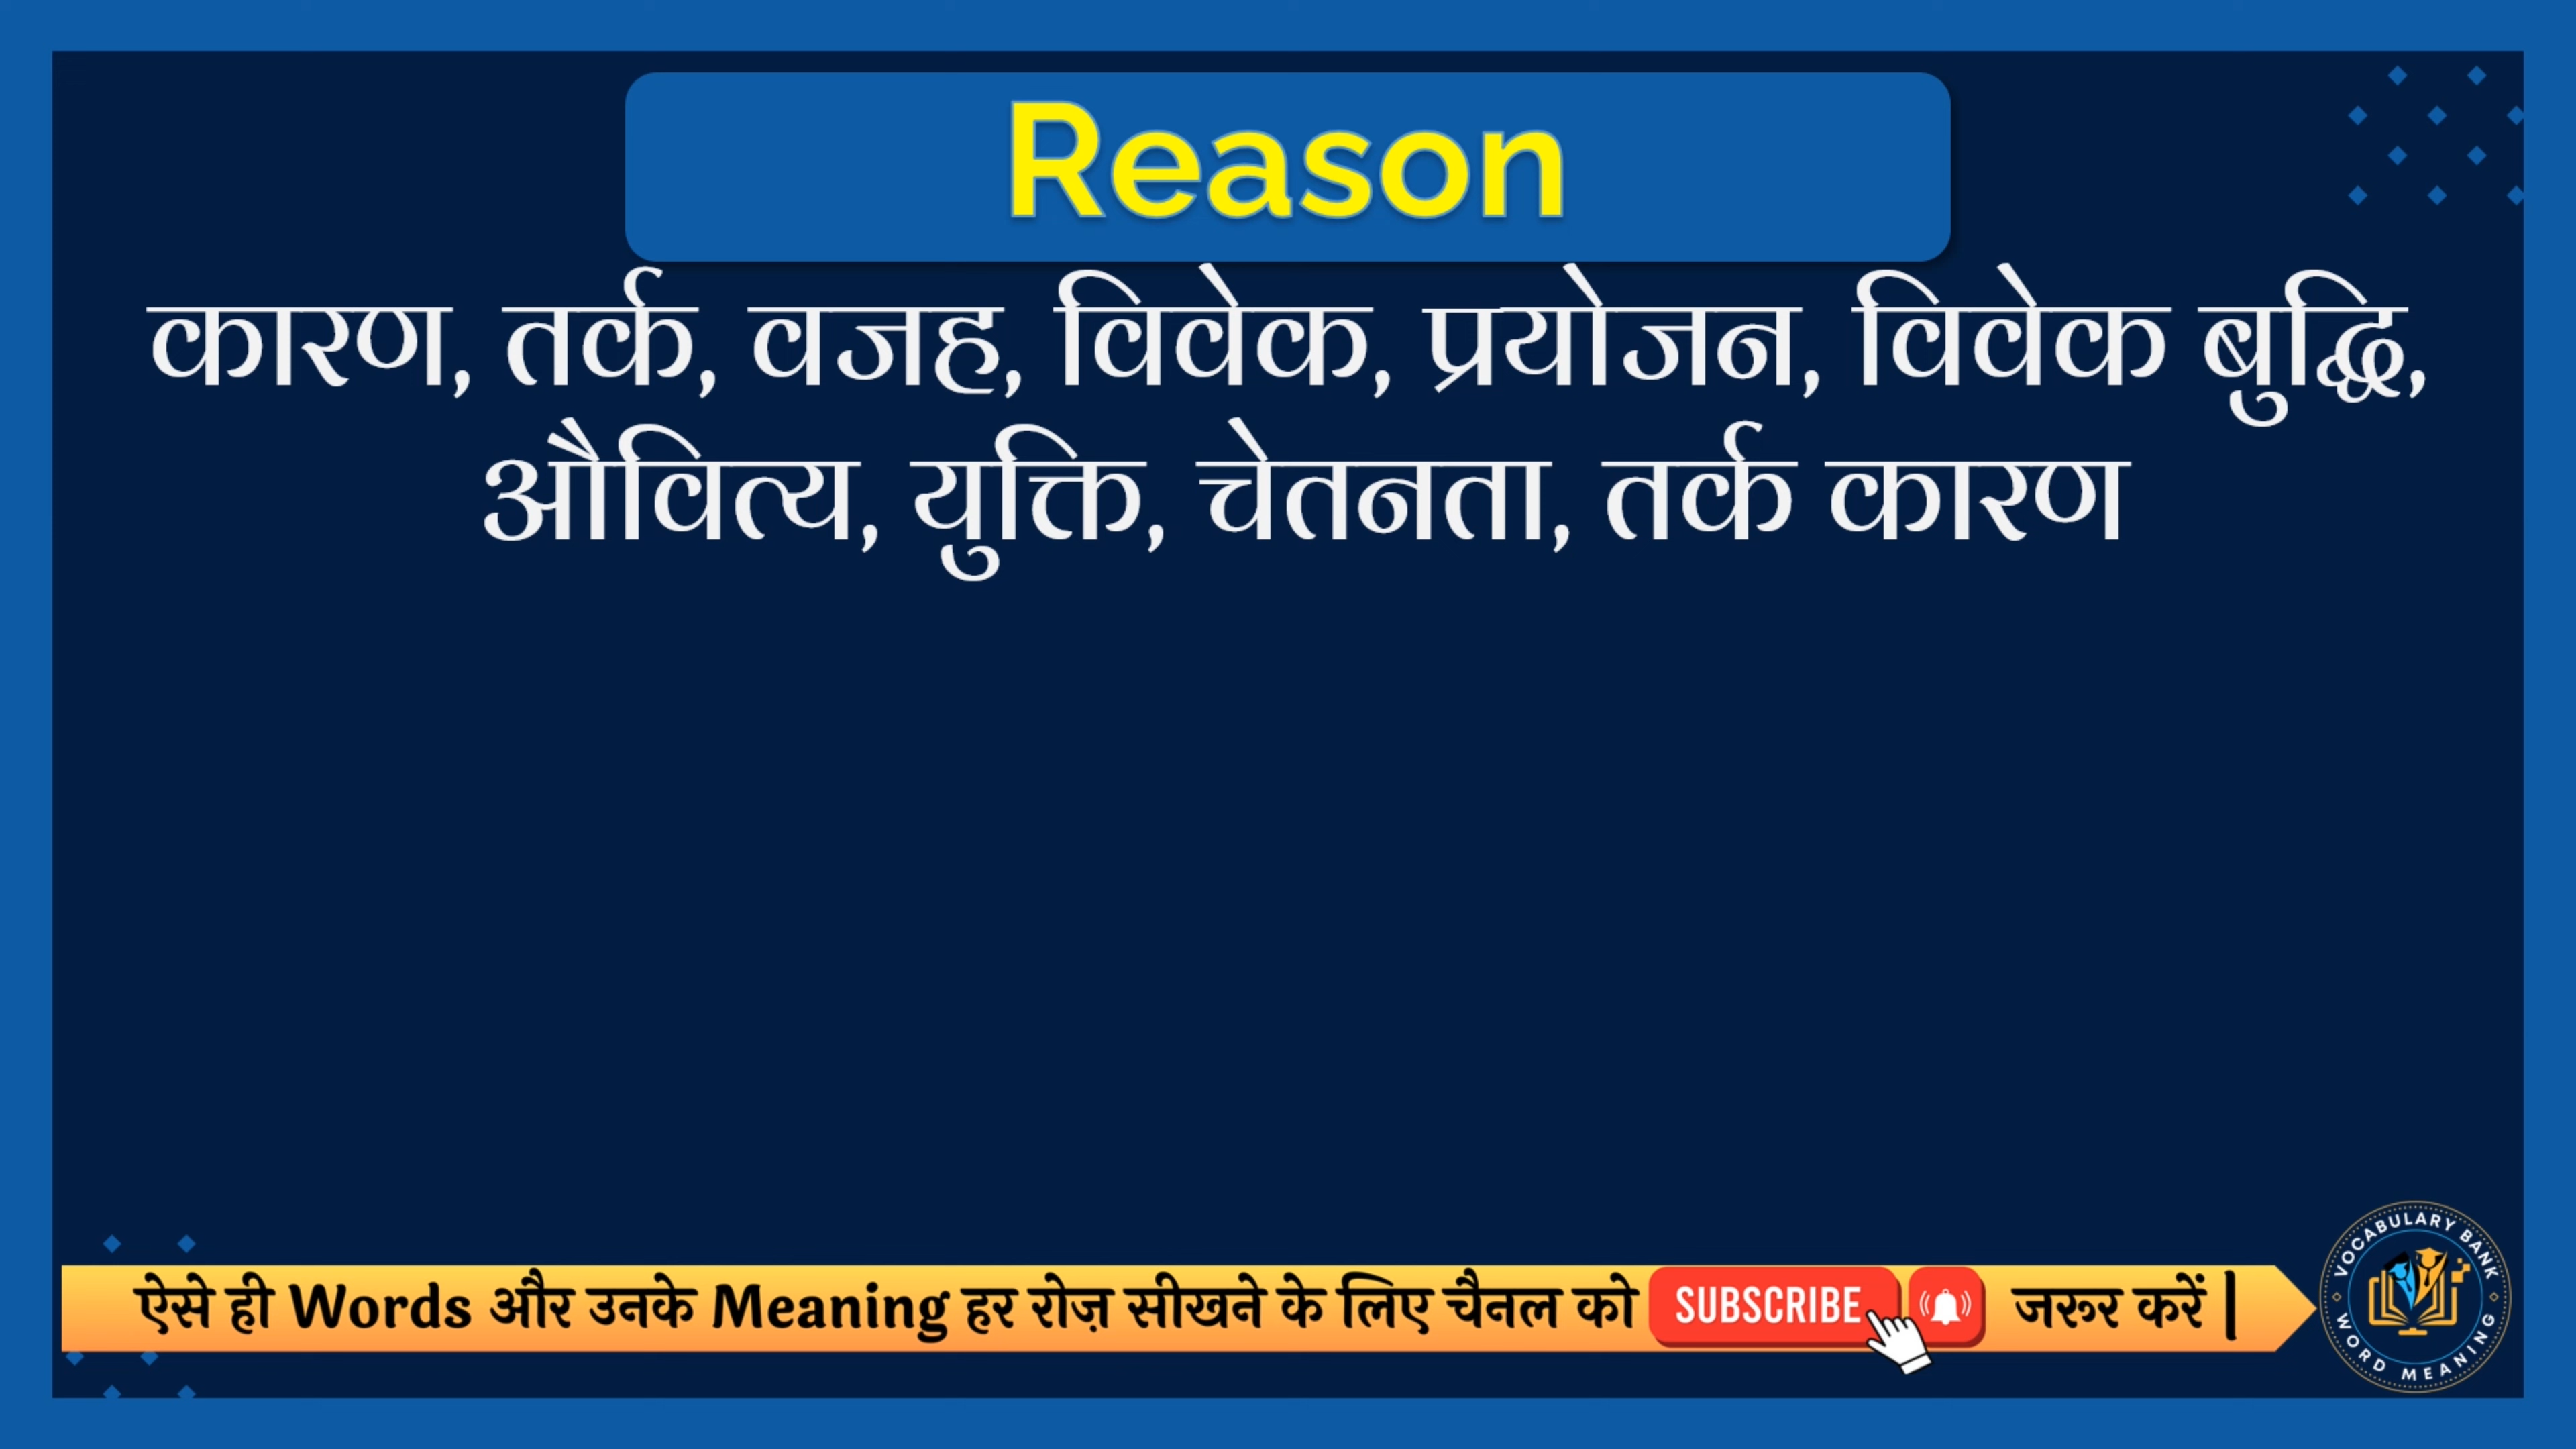 Reason
कारण, तर्क, वजह, विवेक, प्रयोजन, विवेक बुद्धि,
औवित्य, युक्ति, चेतनता, तर्क कारण
ऐसे ही Words और उनके Meaning हर रोज़ सीखने के लिए चैनल को SUBSCRIBE जरूर करें |
VOCABULARY BANK
WORD MEANING